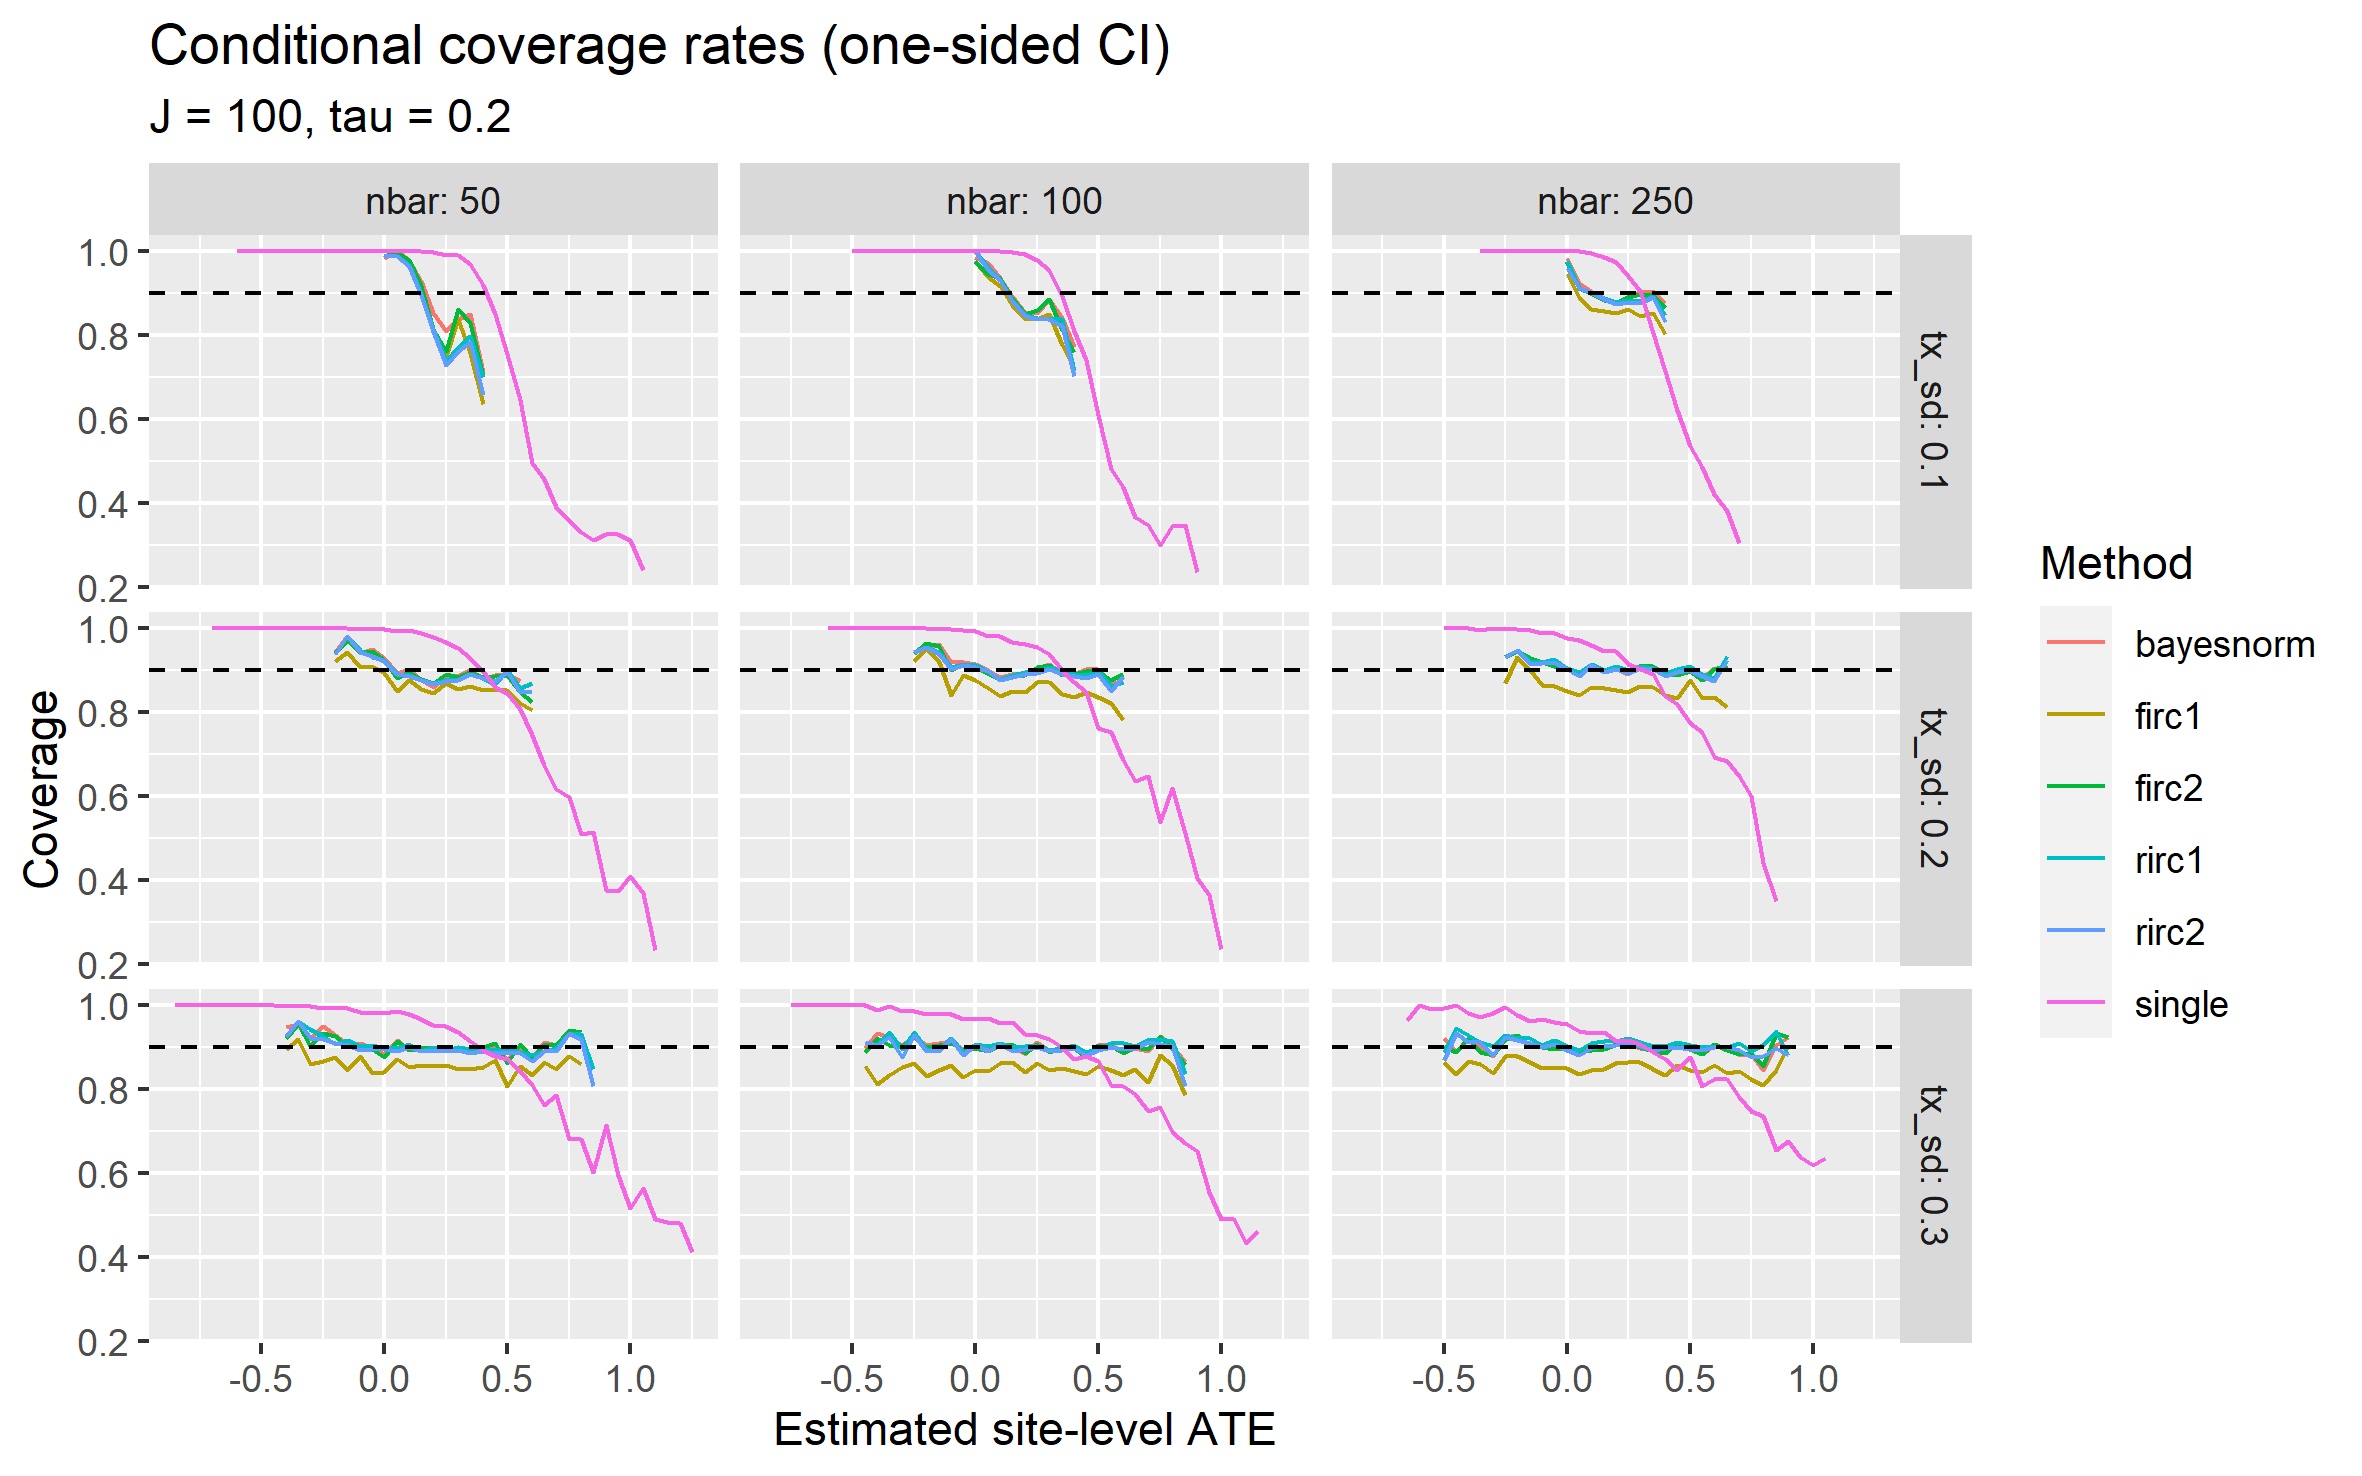 Conditional coverage rates (one-sided CI)
J = 100, tau = 0.2
nbar: 50
nbar: 100
nbar: 250
1.0
0.8
0.6
0.4
0.2
tx_sd: 0.1
1.0
0.8
0.6
0.4
0.2
tx_sd: 0.2
1.0
0.8
0.6
0.4
0.2
tx_sd: 0.3
Coverage
-0.5 0.0 0.5 1.0
-0.5 0.0 0.5 1.0
-0.5 0.0 0.5 1.0
Estimated site-level ATE
Method
bayesnorm
firc1
firc2
rirc1
rirc2
single